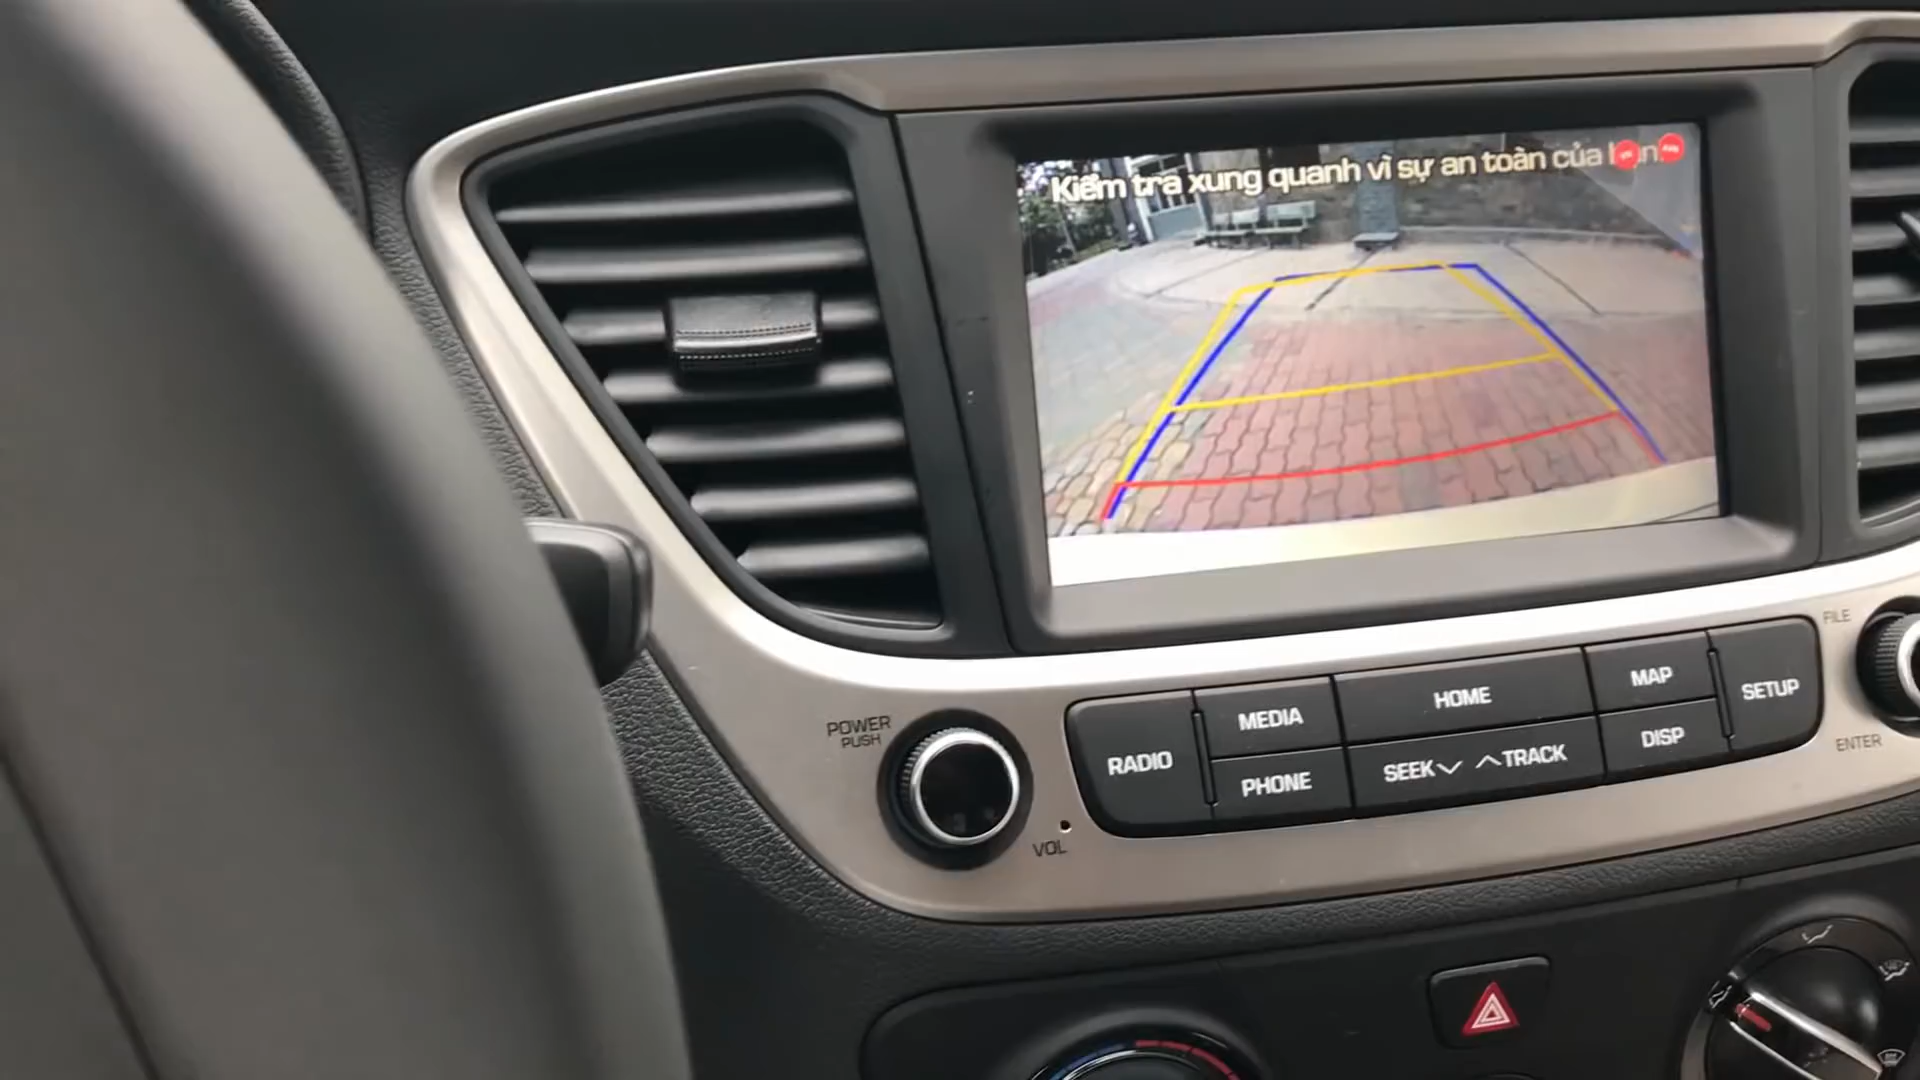 Kiểm tra xung quanh vì sự an toàn của
FILE
POWER
PUSH
RADIO
MEDIA
HOME
MAP
SETUP
PHONE
SEEK TRACK
DISP
ENTER
VOL